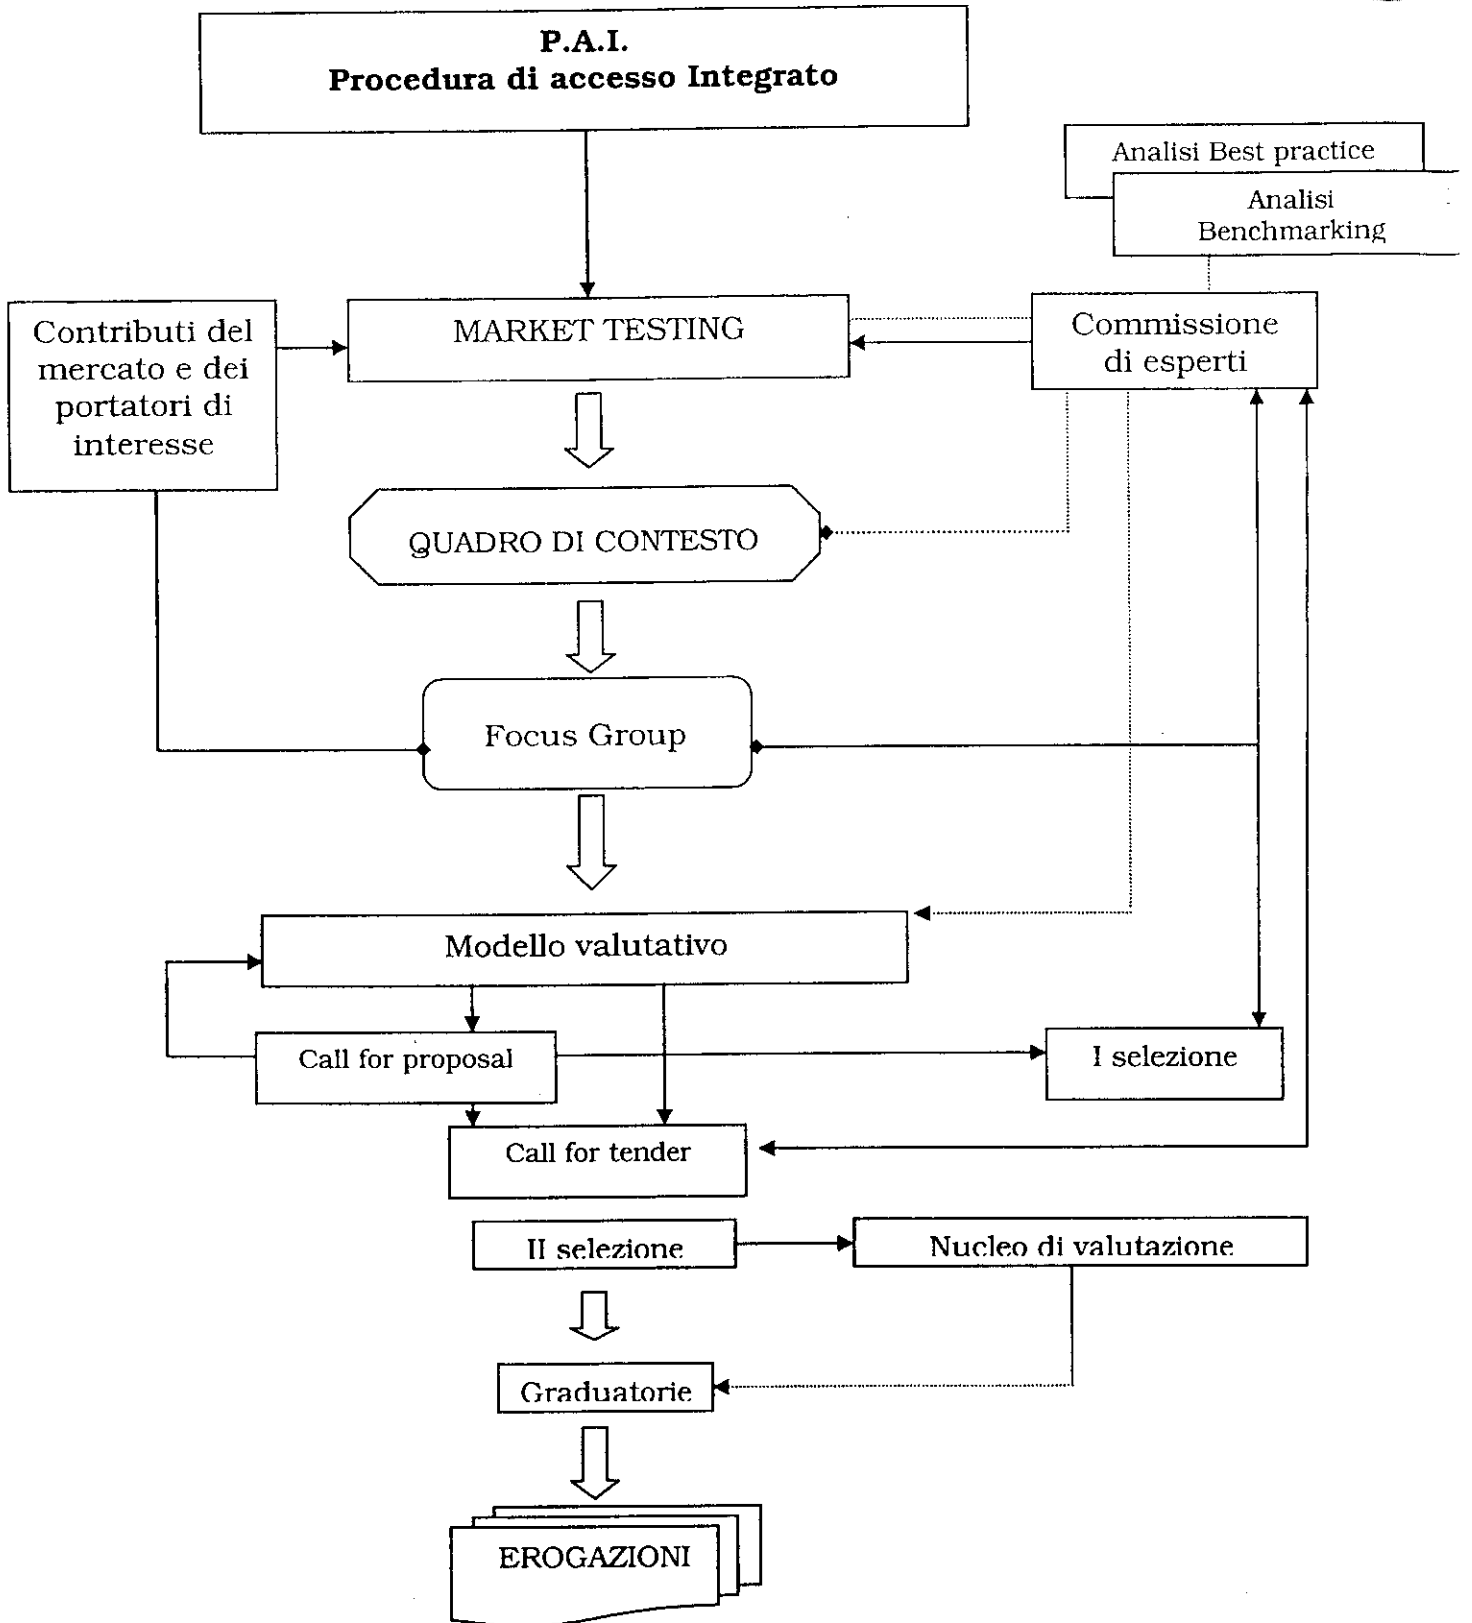 P.A.I.
Procedura di accesso Integrato
Analisi Best practice
Analisi
Benchmarking
Contributi del
mercato e dei
portatori di
interesse
MARKET TESTING
Commissione
di esperti
QUADRO DI CONTESTO
Focus Group
Modello valutativo
Call for proposal
I selezione
Call for tender
II selezione
Nucleo di valutazione
Graduatorie
EROGAZIONI